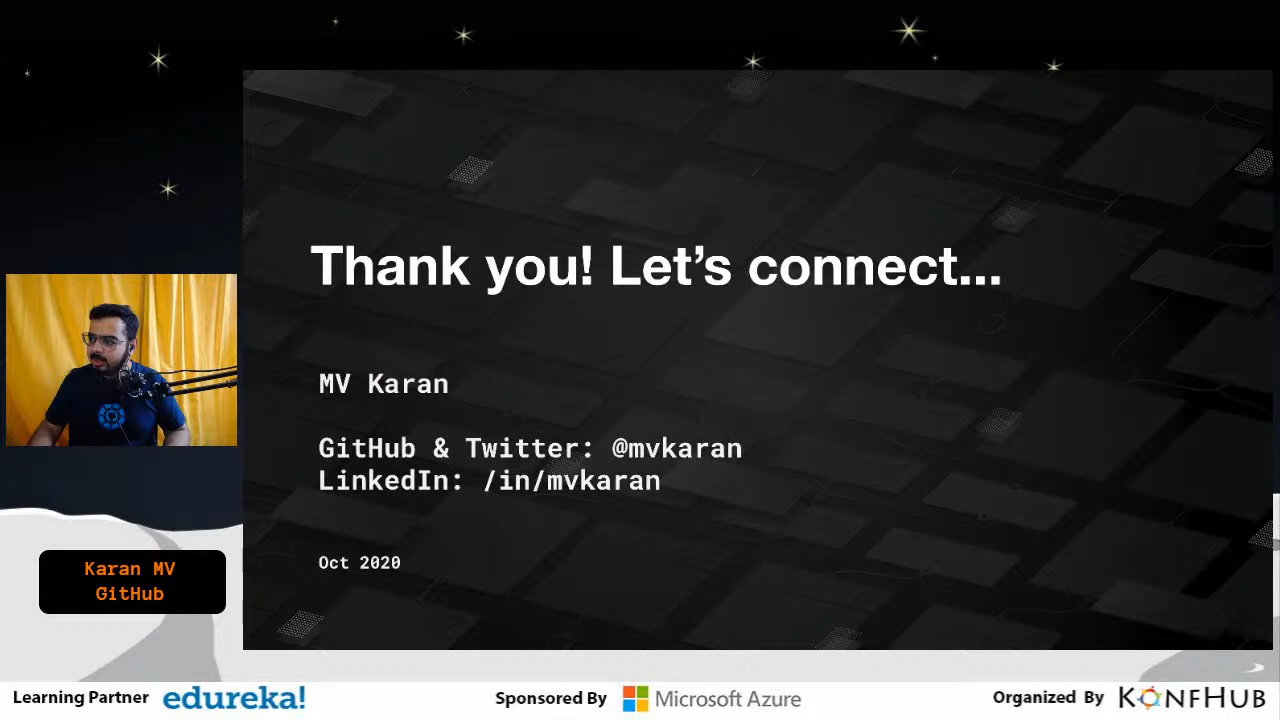 Thank you! Let's connect...
MV Karan
GitHub & Twitter: @mvkaran
LinkedIn: /in/mvkaran
Oct 2020
Karan MV
GitHub
Learning Partner edureka!
Sponsored By Microsoft Azure
Organized By KONFHUB